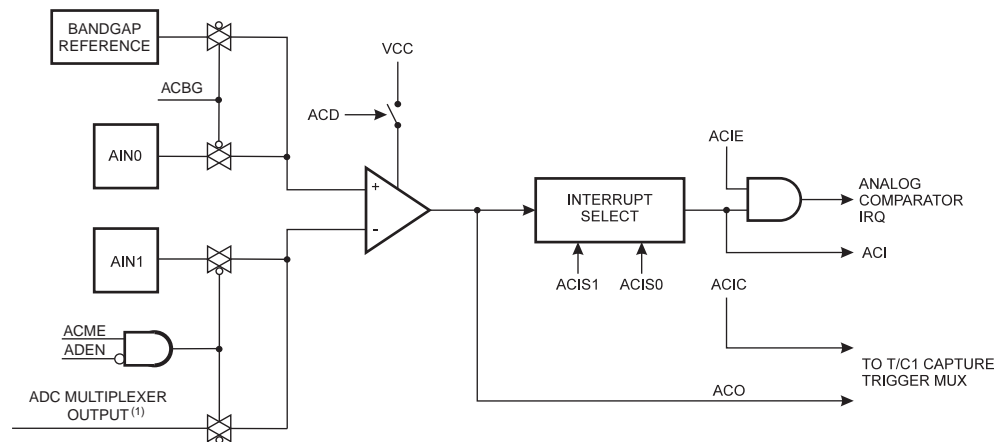 BANDGAP
REFERENCE
VCC
ACBG
ACD
AIN0
ACIE
+
-
INTERRUPT
SELECT
ANALOG
COMPARATOR
IRQ
AIN1
ACI
ACIS1 ACIS0 ACIC
ACME
ADEN
TO T/C1 CAPTURE
TRIGGER MUX
ADC MULTIPLEXER
OUTPUT (1)
ACO